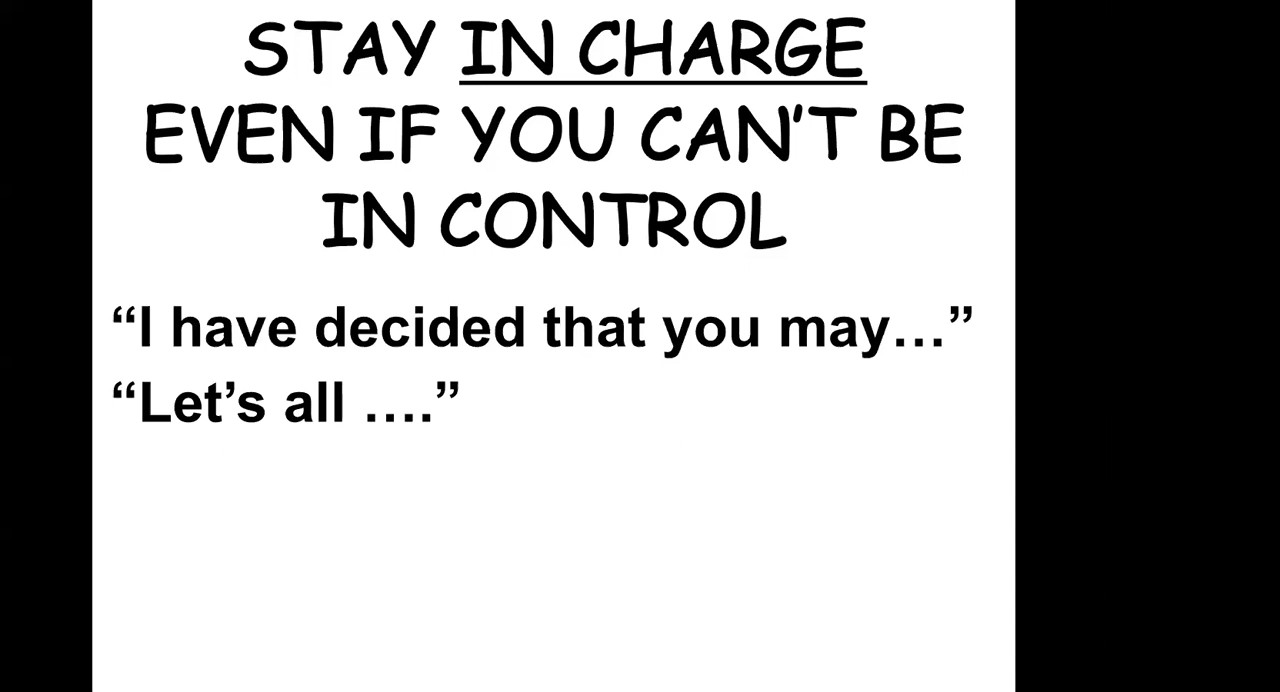 STAY IN CHARGE
EVEN IF YOU CAN’T BE
IN CONTROL
“I have decided that you may…”
“Let’s all ….”